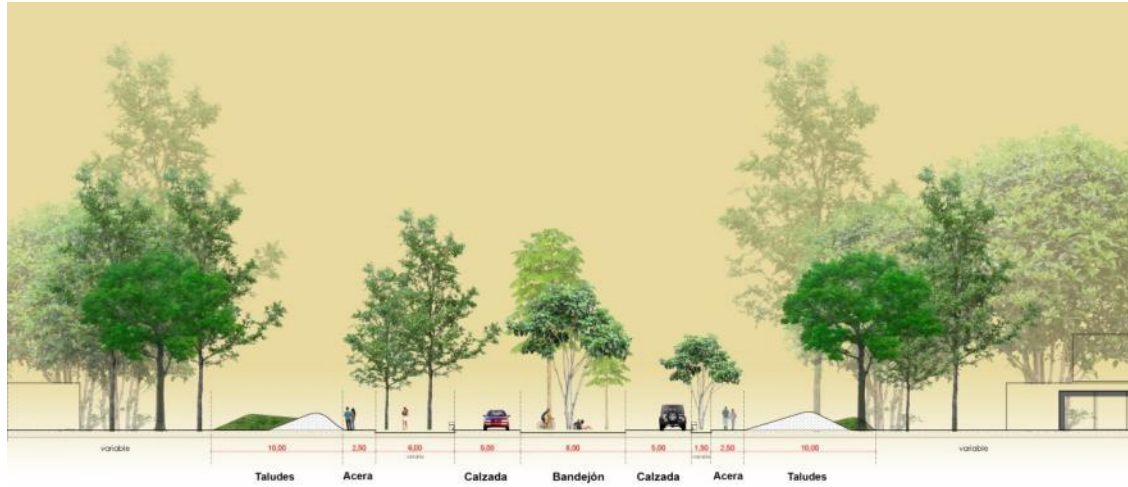 variable 10,00 2,50 6,00 5,00 8,00 5,00 1,50 2,50 10,00 variable
variable variable
Taludes Acera Calzada Bandejón Calzada Acera Taludes